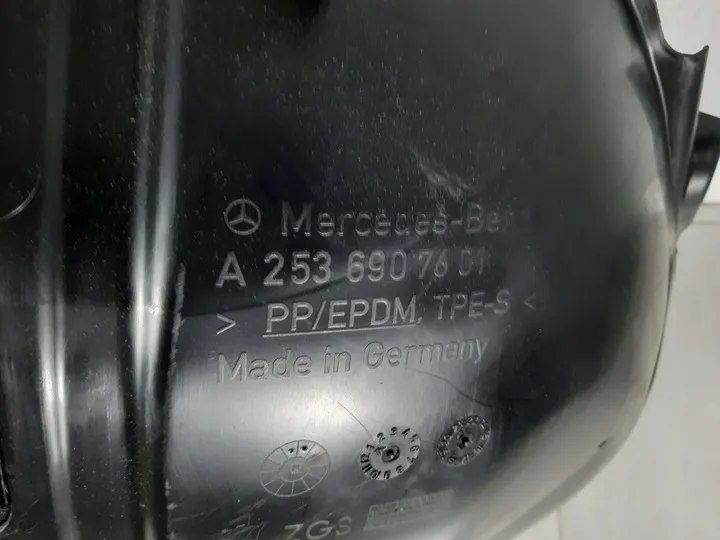 Mercedes-Benz
A 253 690 76 01
> PP/EPDM, TPE-S <
Made in Germany
ZGS